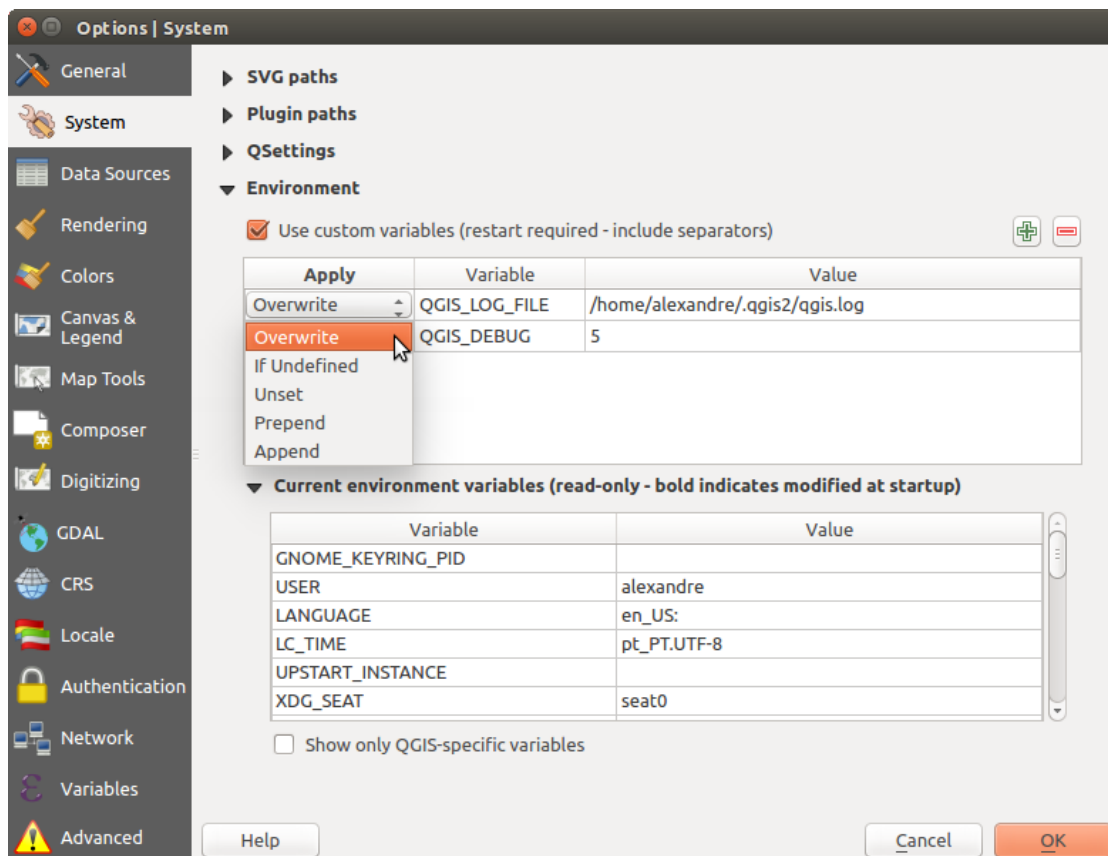 Options | System
General
System
Data Sources
Rendering
Colors
Canvas &
Legend
Map Tools
Composer
Digitizing
GDAL
CRS
Locale
Authentication
Network
Variables
Advanced
SVG paths
Plugin paths
QSettings
Environment
Use custom variables (restart required - include separators)
Apply Variable Value
Overwrite QGIS_LOG_FILE /home/alexandre/.qgis2/qgis.log
Overwrite QGIS_DEBUG 5
If Undefined
Unset
Prepend
Append
Current environment variables (read-only - bold indicates modified at startup)
Variable Value
GNOME_KEYRING_PID
USER alexandre
LANGUAGE en_US:
LC_TIME pt_PT.UTF-8
UPSTART_INSTANCE
XDG_SEAT seat0
Show only QGIS-specific variables
Help Cancel OK